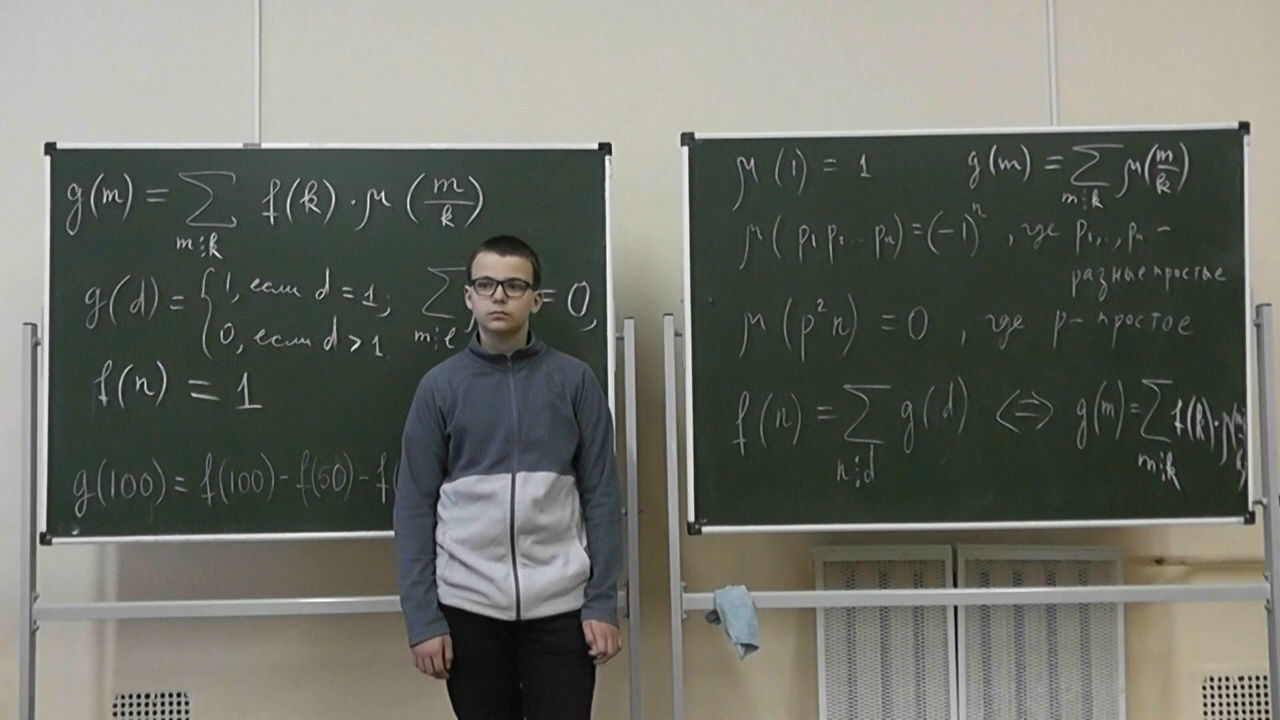 g(m) = ∑ f(k) · μ (m/k)
m⋮k
g(d) = { 1, если d = 1; ∑ = 0,
0, если d > 1 m⋮
f(n) = 1
g(100) = f(100) - f(50) - f(
μ(1) = 1 g(m) = ∑ μ(m/k)
m⋮k
μ(p₁ p₂ … pₙ) = (-1)ⁿ, где p₁,.., pₙ -
разные простые
μ(p²n) = 0, где p - простое
f(n) = ∑ g(d) <=> g(m) = ∑ f(k) · μ
n⋮d m⋮k